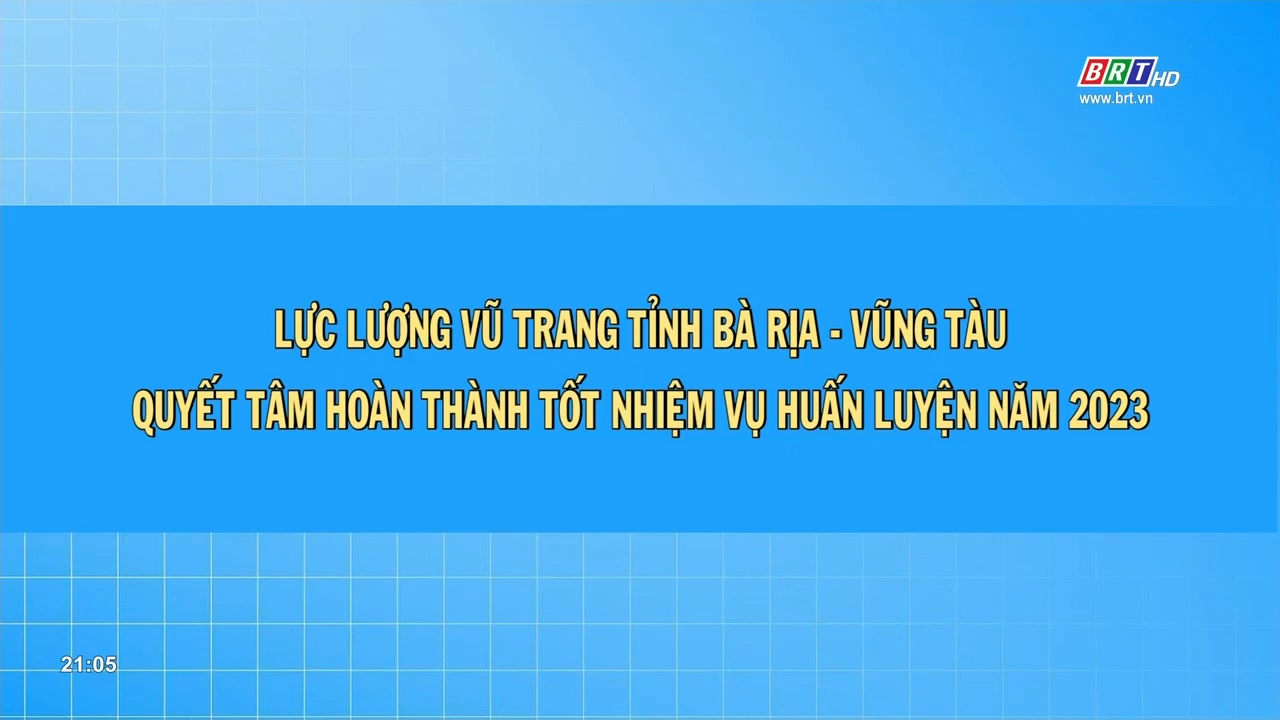 BRT HD
www.brt.vn
LỰC LƯỢNG VŨ TRANG TỈNH BÀ RỊA - VŨNG TÀU
QUYẾT TÂM HOÀN THÀNH TỐT NHIỆM VỤ HUẤN LUYỆN NĂM 2023
21:05